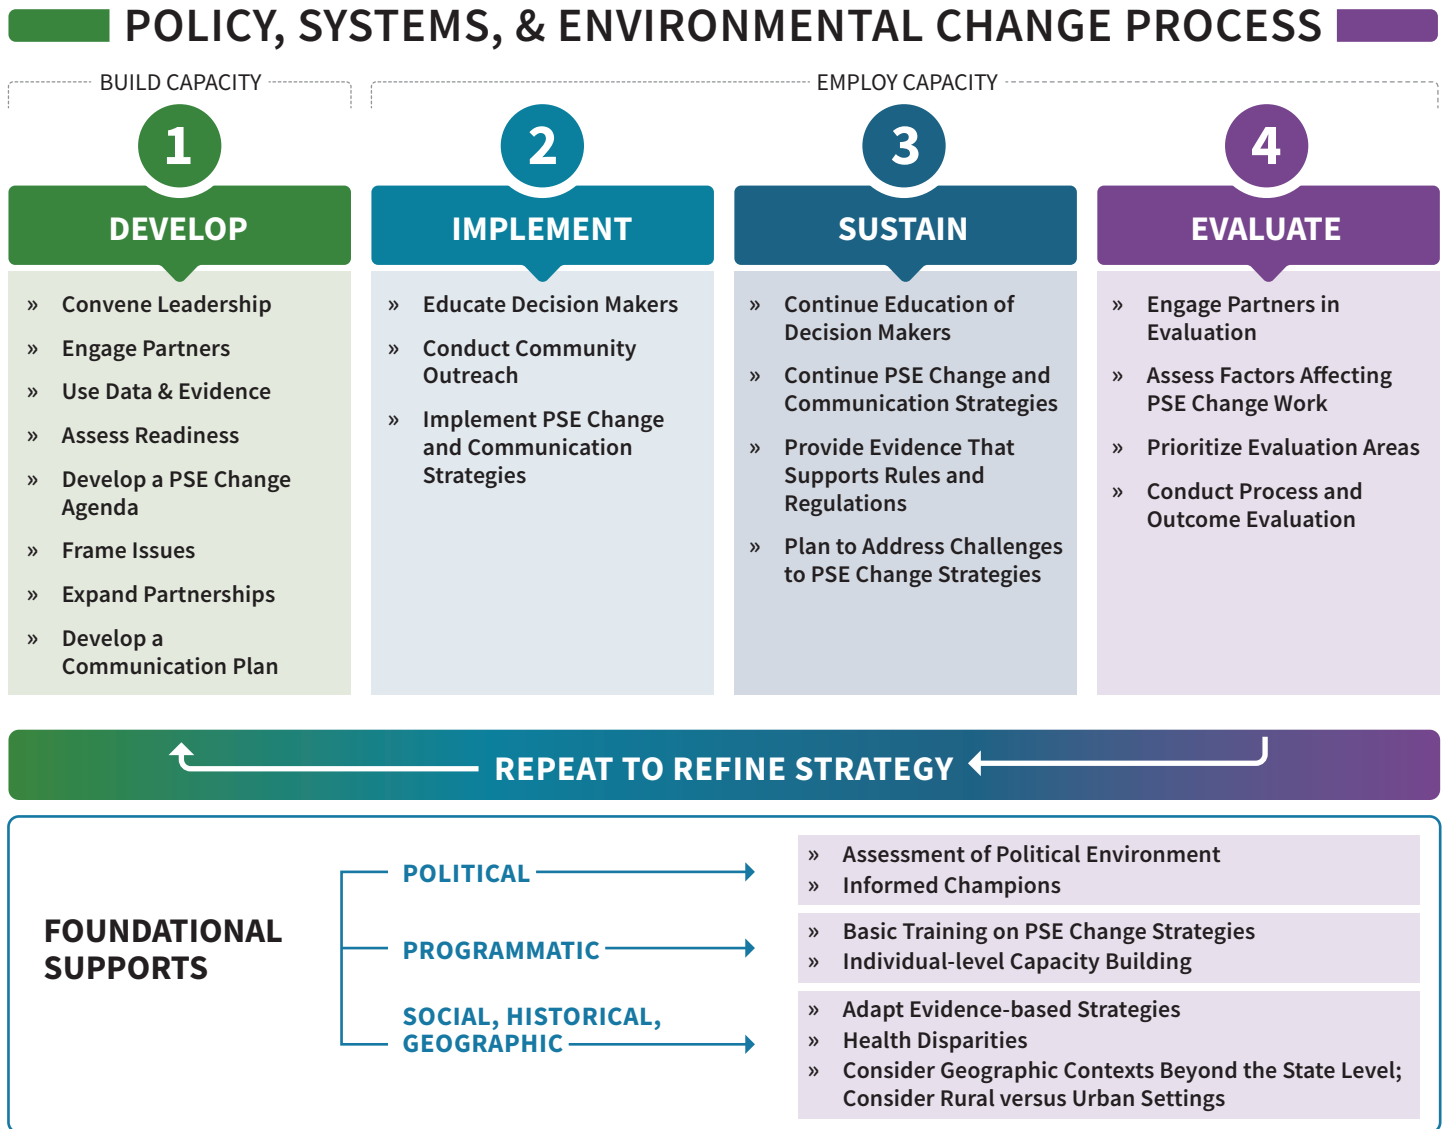 POLICY, SYSTEMS, & ENVIRONMENTAL CHANGE PROCESS
BUILD CAPACITY
EMPLOY CAPACITY
1
DEVELOP
» Convene Leadership
» Engage Partners
» Use Data & Evidence
» Assess Readiness
» Develop a PSE Change
Agenda
» Frame Issues
» Expand Partnerships
» Develop a
Communication Plan
2
IMPLEMENT
» Educate Decision Makers
» Conduct Community
Outreach
» Implement PSE Change
and Communication
Strategies
3
SUSTAIN
» Continue Education of
Decision Makers
» Continue PSE Change and
Communication Strategies
» Provide Evidence That
Supports Rules and
Regulations
» Plan to Address Challenges
to PSE Change Strategies
4
EVALUATE
» Engage Partners in
Evaluation
» Assess Factors Affecting
PSE Change Work
» Prioritize Evaluation Areas
» Conduct Process and
Outcome Evaluation
REPEAT TO REFINE STRATEGY
FOUNDATIONAL
SUPPORTS
POLITICAL
» Assessment of Political Environment
» Informed Champions
PROGRAMMATIC
» Basic Training on PSE Change Strategies
» Individual-level Capacity Building
SOCIAL, HISTORICAL,
GEOGRAPHIC
» Adapt Evidence-based Strategies
» Health Disparities
» Consider Geographic Contexts Beyond the State Level;
Consider Rural versus Urban Settings